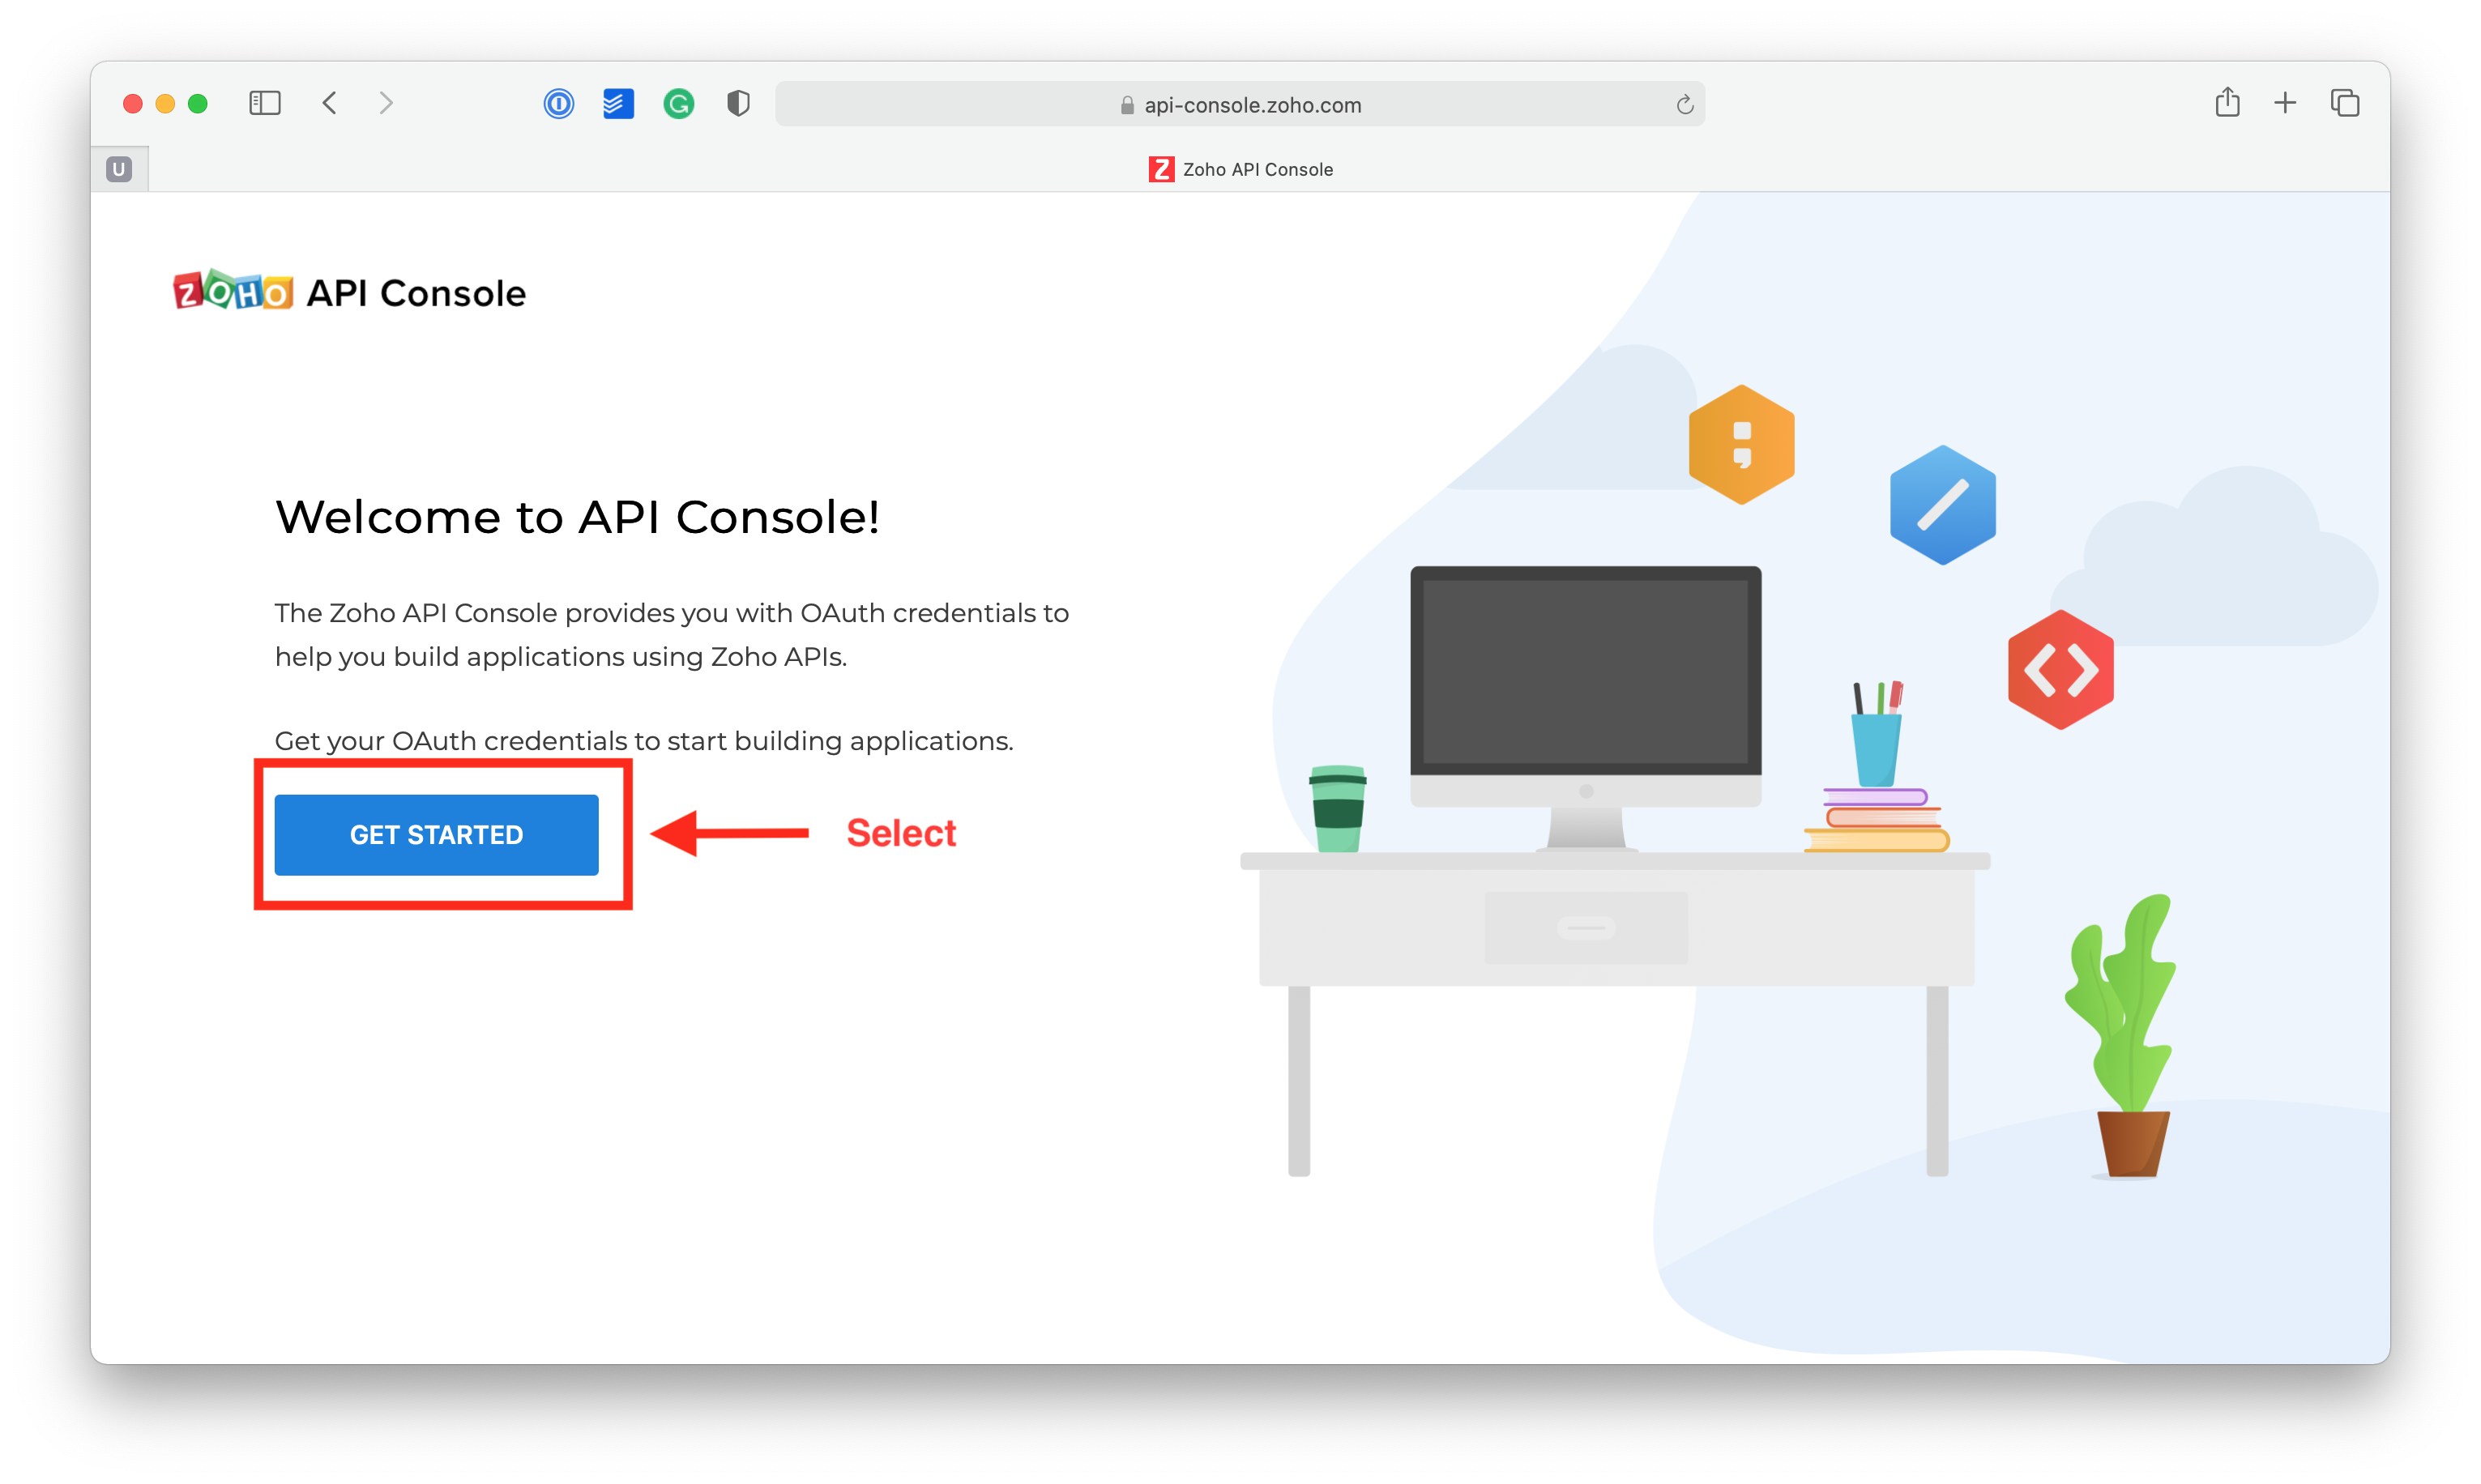 api-console.zoho.com
U
Zoho API Console
ZOHO API Console
Welcome to API Console!
The Zoho API Console provides you with OAuth credentials to
help you build applications using Zoho APIs.
Get your OAuth credentials to start building applications.
GET STARTED
Select